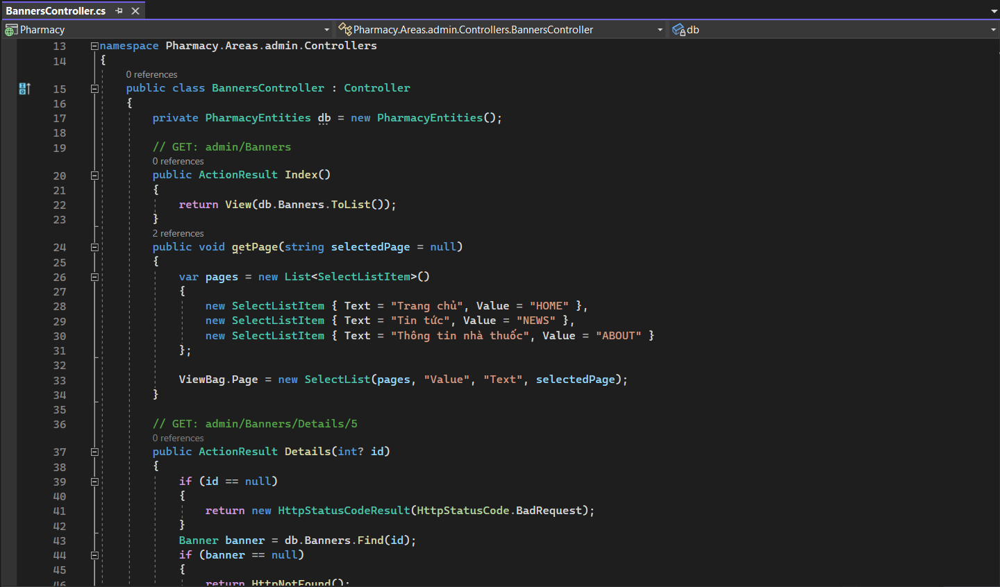 BannersController.cs
Pharmacy Pharmacy.Areas.admin.Controllers.BannersController db
13 namespace Pharmacy.Areas.admin.Controllers
14 {
0 references
15 public class BannersController : Controller
16 {
17 private PharmacyEntities db = new PharmacyEntities();
18
19 // GET: admin/Banners
0 references
20 public ActionResult Index()
21 {
22 return View(db.Banners.ToList());
23 }
2 references
24 public void getPage(string selectedPage = null)
25 {
26 var pages = new List<SelectListItem>()
27 {
28 new SelectListItem { Text = "Trang chủ", Value = "HOME" },
29 new SelectListItem { Text = "Tin tức", Value = "NEWS" },
30 new SelectListItem { Text = "Thông tin nhà thuốc", Value = "ABOUT" }
31 };
32
33 ViewBag.Page = new SelectList(pages, "Value", "Text", selectedPage);
34 }
35
36 // GET: admin/Banners/Details/5
0 references
37 public ActionResult Details(int? id)
38 {
39 if (id == null)
40 {
41 return new HttpStatusCodeResult(HttpStatusCode.BadRequest);
42 }
43 Banner banner = db.Banners.Find(id);
44 if (banner == null)
45 {
46 return HttpNotFound();